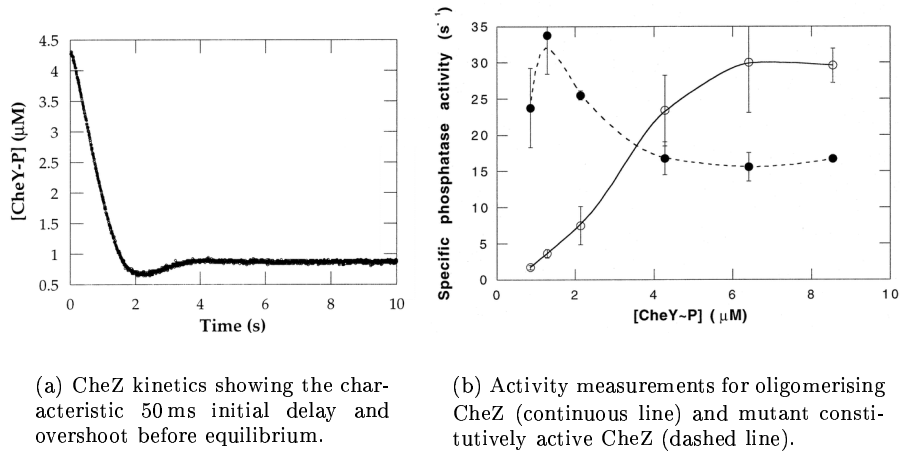 4.5
4
3.5
3
2.5
2
1.5
1
0.5
[CheY-P] (μM)
0 2 4 6 8 10
Time (s)
35
30
25
20
15
10
5
0
Specific phosphatase activity (s⁻¹)
0 2 4 6 8 10
[CheY~P] ( μM)
(a) CheZ kinetics showing the char-
acteristic 50 ms initial delay and
overshoot before equilibrium.
(b) Activity measurements for oligomerising
CheZ (continuous line) and mutant consti-
tutively active CheZ (dashed line).